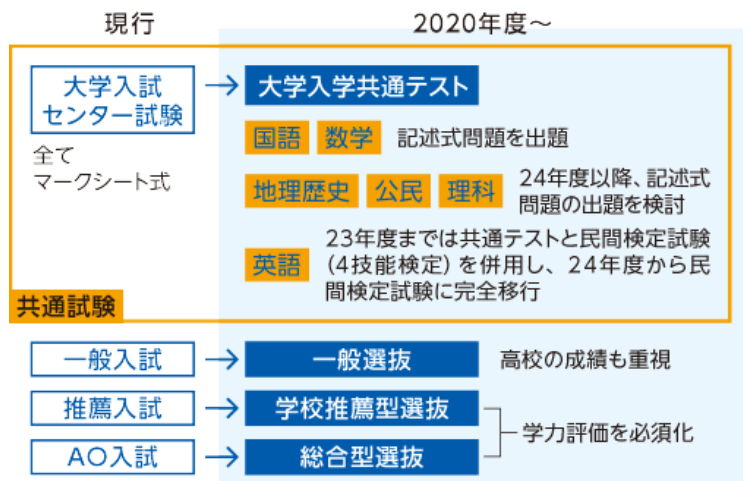 現行
2020年度～
大学入試
センター試験
大学入学共通テスト
全て
マークシート式
国語 数学 記述式問題を出題
地理歴史 公民 理科 24年度以降、記述式
問題の出題を検討
英語 23年度までは共通テストと民間検定試験
（4技能検定）を併用し、24年度から民
間検定試験に完全移行
共通試験
一般入試
一般選抜
高校の成績も重視
推薦入試
学校推薦型選抜
学力評価を必須化
AO入試
総合型選抜